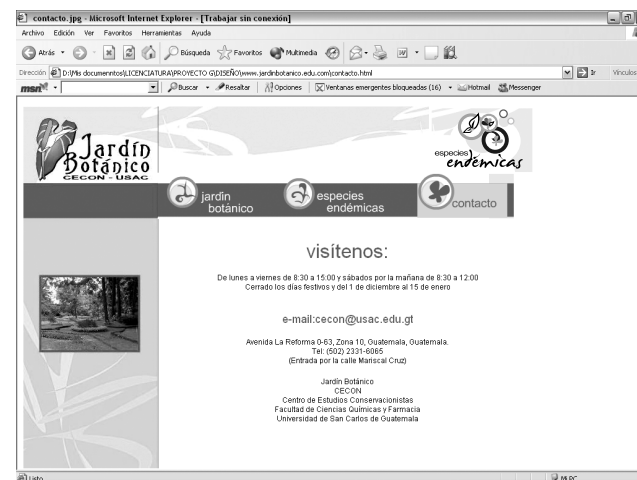 contacto.jpg - Microsoft Internet Explorer - [Trabajar sin conexión]
Archivo Edición Ver Favoritos Herramientas Ayuda
Atrás Búsqueda Favoritos Multimedia
Dirección D:\Mis documenntos\LICENCIATURA\PROYECTO G\DISEÑO\www.jardinbotanico.edu.com\contacto.html Ir Vínculos
msn Buscar Resaltar Opciones Ventanas emergentes bloqueadas (16) Hotmail Messenger
Jardín
Botánico
CECON - USAC
especies
endémicas
jardín
botánico
especies
endémicas
contacto
visítenos:
De lunes a viernes de 8:30 a 15:00 y sábados por la mañana de 8:30 a 12:00
Cerrado los días festivos y del 1 de diciembre al 15 de enero
e-mail:cecon@usac.edu.gt
Avenida La Reforma 0-63, Zona 10, Guatemala, Guatemala.
Tel: (502) 2331-6065
(Entrada por la calle Mariscal Cruz)
Jardín Botánico
CECON
Centro de Estudios Conservacionistas
Facultad de Ciencias Químicas y Farmacia
Universidad de San Carlos de Guatemala
Listo Mi PC